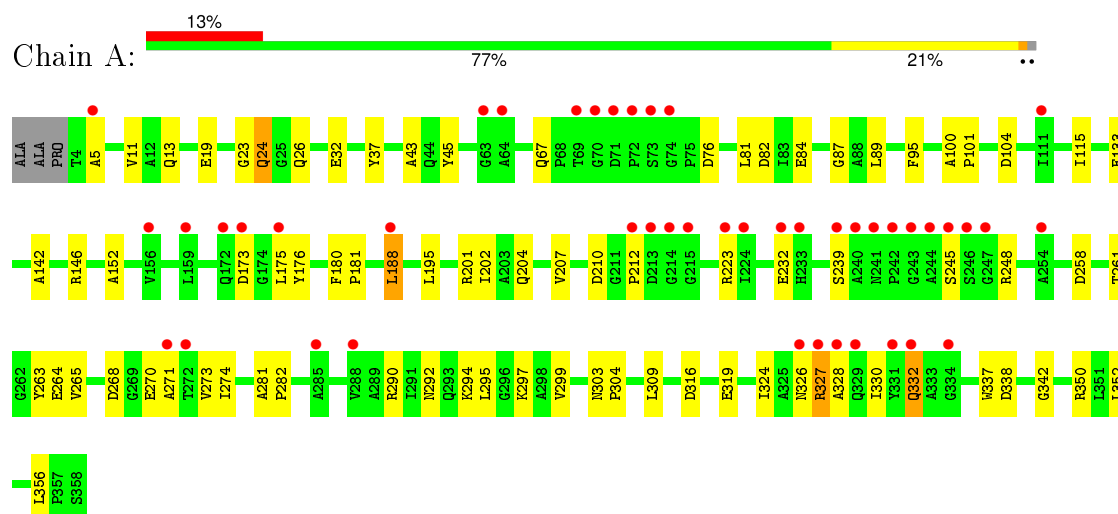 13%
Chain A:
77% 21% ••
ALA ALA PRO T4 A5 V11 A12 Q13 E19 G23 Q24 G25 Q26 E32 Y37 A43 Q44 Y45 G63 A64 Q67 P68 T69 G70 D71 P72 S73 G74 F75 D76 L81 D82 I83 E84 G87 A88 L89 F95 A100 P101 D104 I111 I115
A142 R146 A152 V156 L159 Q172 D173 G174 L175 Y176 F180 P181 L188 L195 R201 I202 A203 Q204 V207 D210 G211 P212 D213 G214 G215 R223 I224 E232 H233 S239 A240 N241 P242 G243 A244 S245 S246 G247 R248 A254 D258 T261
G262 Y263 E264 V265 D268 G269 E270 A271 T272 V273 I274 A281 P282 A285 V288 A289 R290 I291 N292 Q293 K294 L295 G296 K297 A298 V299 N303 P304 L309 D316 E319 I324 A325 N326 R327 A328 Q329 I330 Y331 Q332 A333 G334 W337 D338 G342 R350 L351
L356 P357 S358